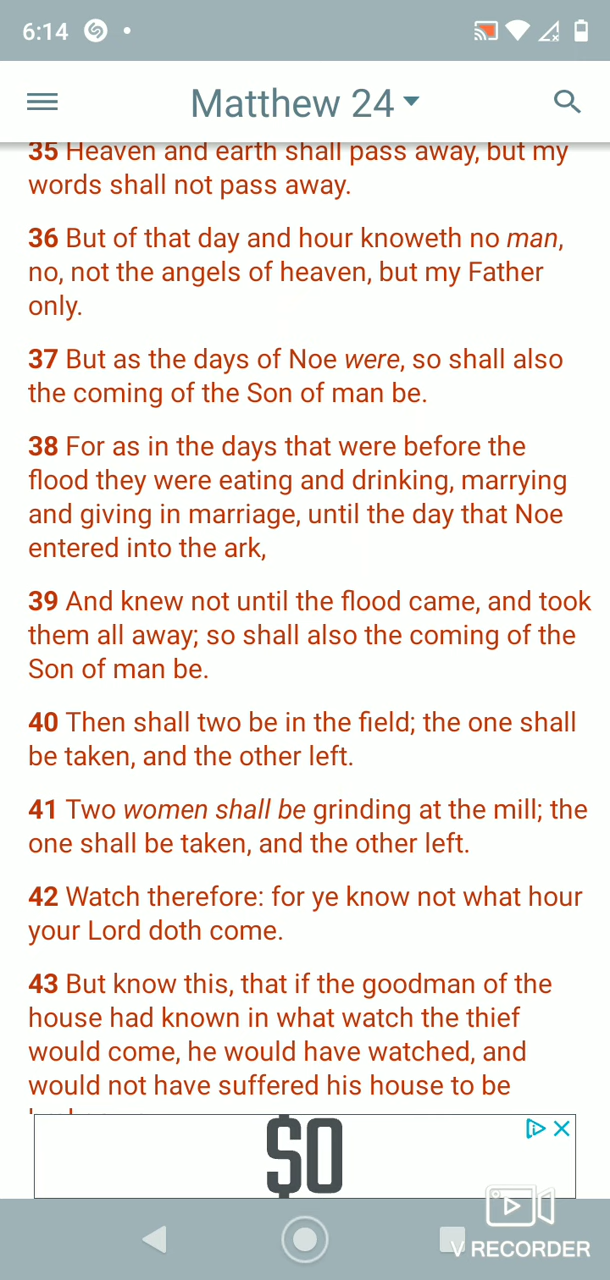 6:14
Matthew 24
35 Heaven and earth shall pass away, but my
words shall not pass away.
36 But of that day and hour knoweth no man,
no, not the angels of heaven, but my Father
only.
37 But as the days of Noe were, so shall also
the coming of the Son of man be.
38 For as in the days that were before the
flood they were eating and drinking, marrying
and giving in marriage, until the day that Noe
entered into the ark,
39 And knew not until the flood came, and took
them all away; so shall also the coming of the
Son of man be.
40 Then shall two be in the field; the one shall
be taken, and the other left.
41 Two women shall be grinding at the mill; the
one shall be taken, and the other left.
42 Watch therefore: for ye know not what hour
your Lord doth come.
43 But know this, that if the goodman of the
house had known in what watch the thief
would come, he would have watched, and
would not have suffered his house to be
$0
V RECORDER